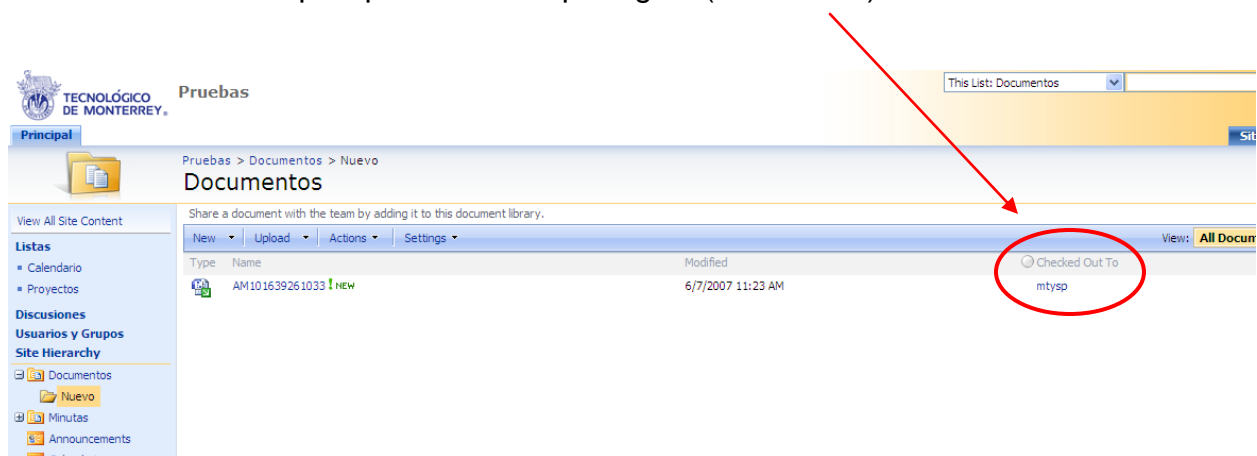 This List: Documentos
TECNOLÓGICO
DE MONTERREY®
Pruebas
Principal
Pruebas > Documentos > Nuevo
Documentos
Share a document with the team by adding it to this document library.
View All Site Content
New Upload Actions Settings View: All Docum
Type Name Modified Checked Out To
AM101639261033 ! NEW 6/7/2007 11:23 AM mtysp
Listas
Calendario
Proyectos
Discusiones
Usuarios y Grupos
Site Hierarchy
Documentos
Nuevo
Minutas
Announcements